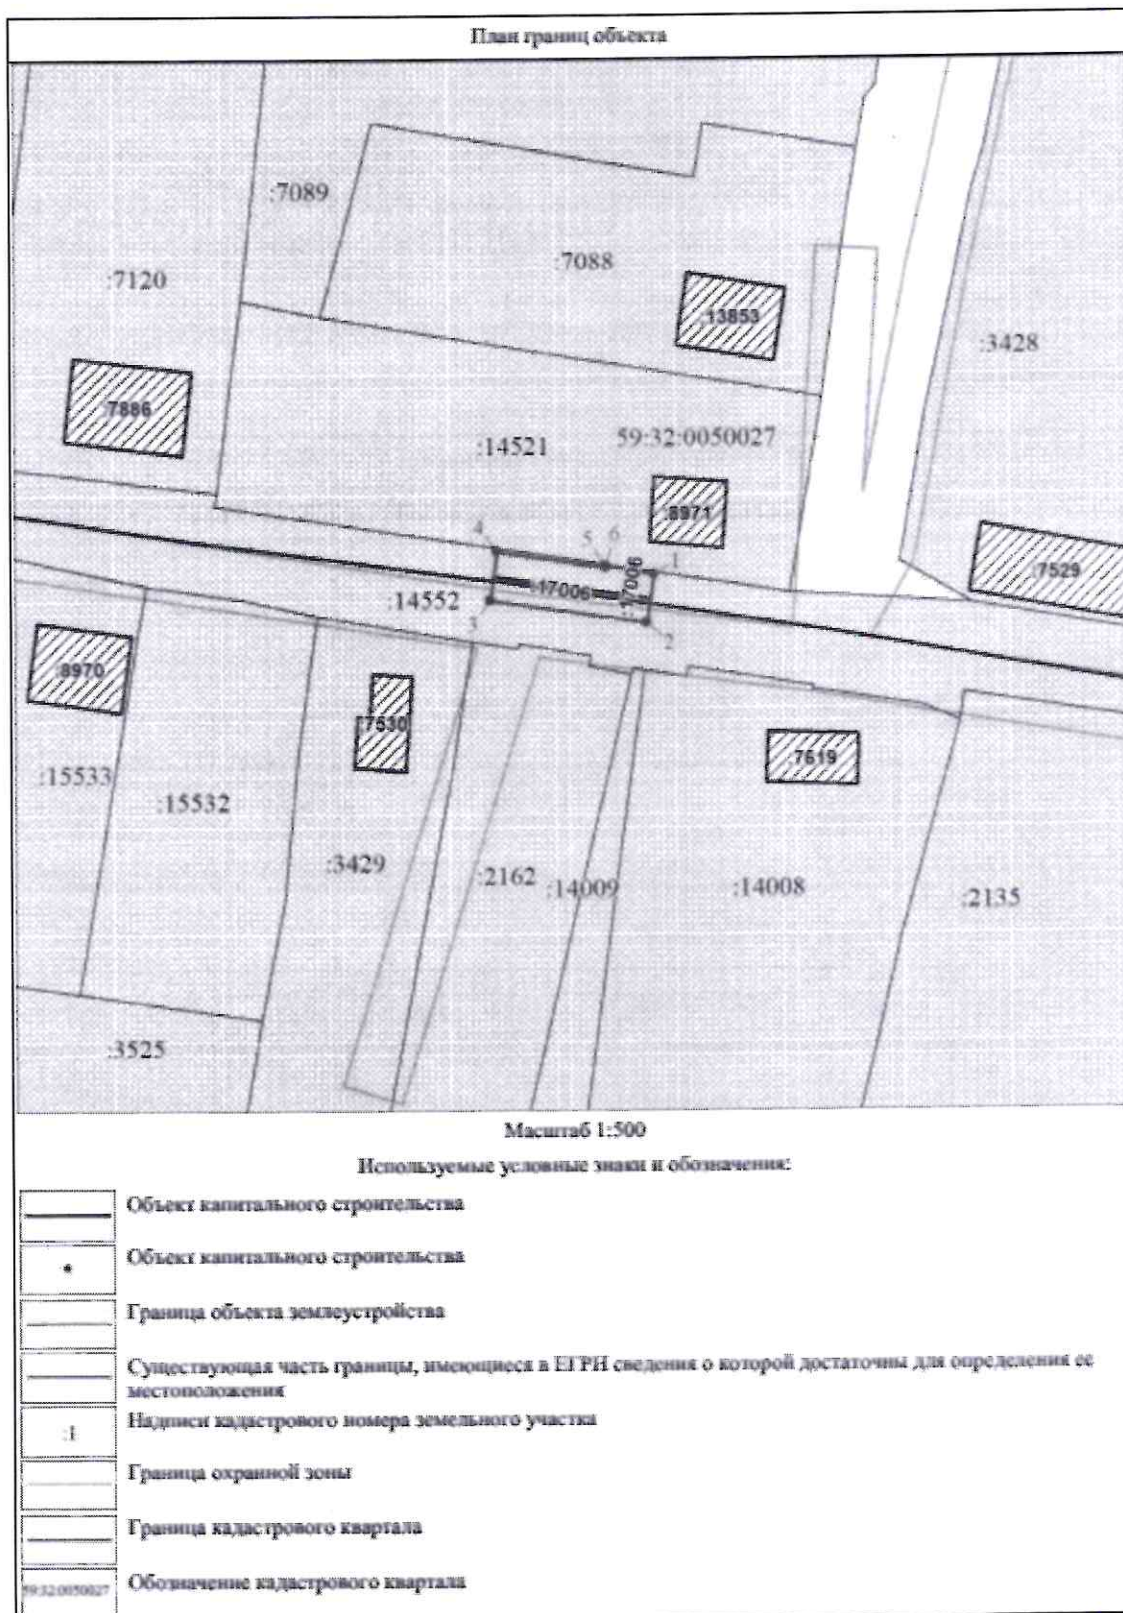 План границ объекта
:7089
:7120
:7088
:13853
:3428
:7886
:14521
59:32:0050027
:8971
4
5
6
1
:7529
:17006
:17006
:14552
3
2
:8970
:7530
:7619
:15533
:15532
:3429
:2162
:14009
:14008
:2135
:3525
Масштаб 1:500
Используемые условные знаки и обозначения:
Объект капитального строительства
Объект капитального строительства
Граница объекта землеустройства
Существующая часть границы, имеющиеся в ЕГРН сведения о которой достаточны для определения ее
местоположения
:1
Надписи кадастрового номера земельного участка
Граница охранной зоны
Граница кадастрового квартала
59:32:0050027
Обозначение кадастрового квартала